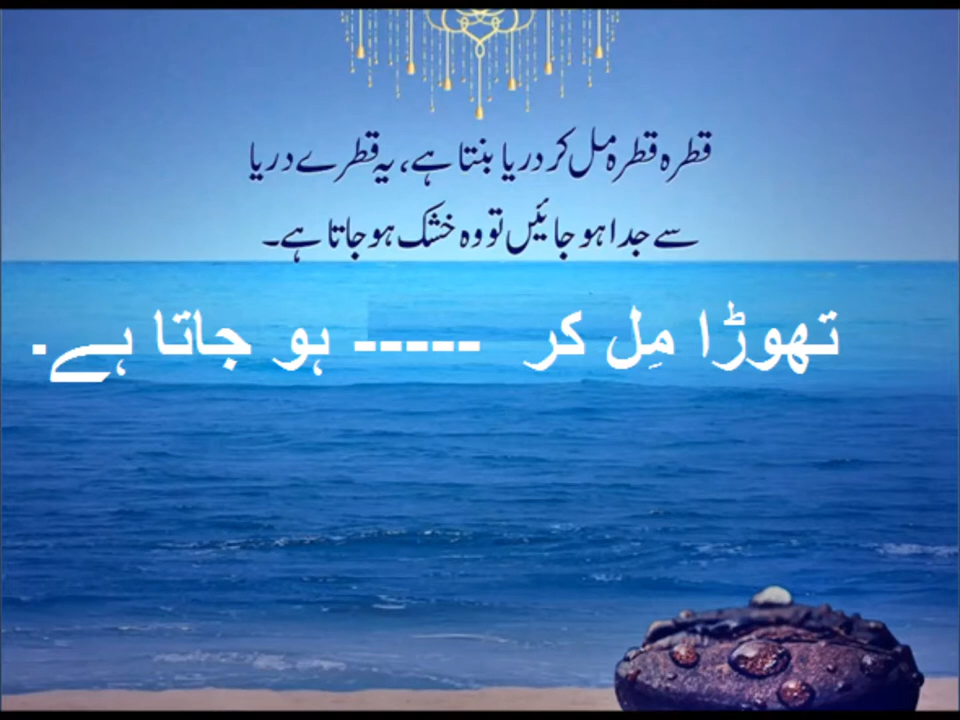 قطرہ قطرہ مل کر دریا بنتا ہے، یہ قطرے دریا
سے جدا ہو جائیں تو وہ خشک ہو جاتا ہے۔
تھوڑا مِل کر ----- ہو جاتا ہے.